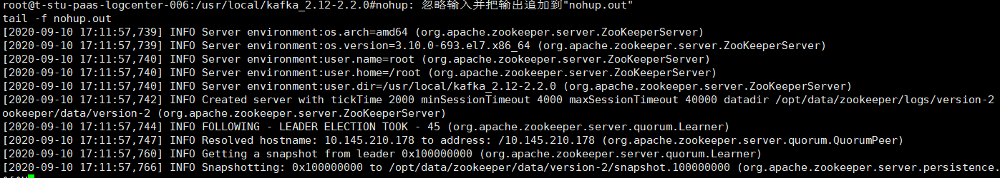 root@t-stu-paas-logcenter-006:/usr/local/kafka_2.12-2.2.0#nohup: 忽略输入并把输出追加到"nohup.out"
tail -f nohup.out
[2020-09-10 17:11:57,739] INFO Server environment:os.arch=amd64 (org.apache.zookeeper.server.ZooKeeperServer)
[2020-09-10 17:11:57,739] INFO Server environment:os.version=3.10.0-693.el7.x86_64 (org.apache.zookeeper.server.ZooKeeperServer)
[2020-09-10 17:11:57,740] INFO Server environment:user.name=root (org.apache.zookeeper.server.ZooKeeperServer)
[2020-09-10 17:11:57,740] INFO Server environment:user.home=/root (org.apache.zookeeper.server.ZooKeeperServer)
[2020-09-10 17:11:57,740] INFO Server environment:user.dir=/usr/local/kafka_2.12-2.2.0 (org.apache.zookeeper.server.ZooKeeperServer)
[2020-09-10 17:11:57,742] INFO Created server with tickTime 2000 minSessionTimeout 4000 maxSessionTimeout 40000 datadir /opt/data/zookeeper/logs/version-2
ookeeper/data/version-2 (org.apache.zookeeper.server.ZooKeeperServer)
[2020-09-10 17:11:57,744] INFO FOLLOWING - LEADER ELECTION TOOK - 45 (org.apache.zookeeper.server.quorum.Learner)
[2020-09-10 17:11:57,747] INFO Resolved hostname: 10.145.210.178 to address: /10.145.210.178 (org.apache.zookeeper.server.quorum.QuorumPeer)
[2020-09-10 17:11:57,760] INFO Getting a snapshot from leader 0x100000000 (org.apache.zookeeper.server.quorum.Learner)
[2020-09-10 17:11:57,766] INFO Snapshotting: 0x100000000 to /opt/data/zookeeper/data/version-2/snapshot.100000000 (org.apache.zookeeper.server.persistence